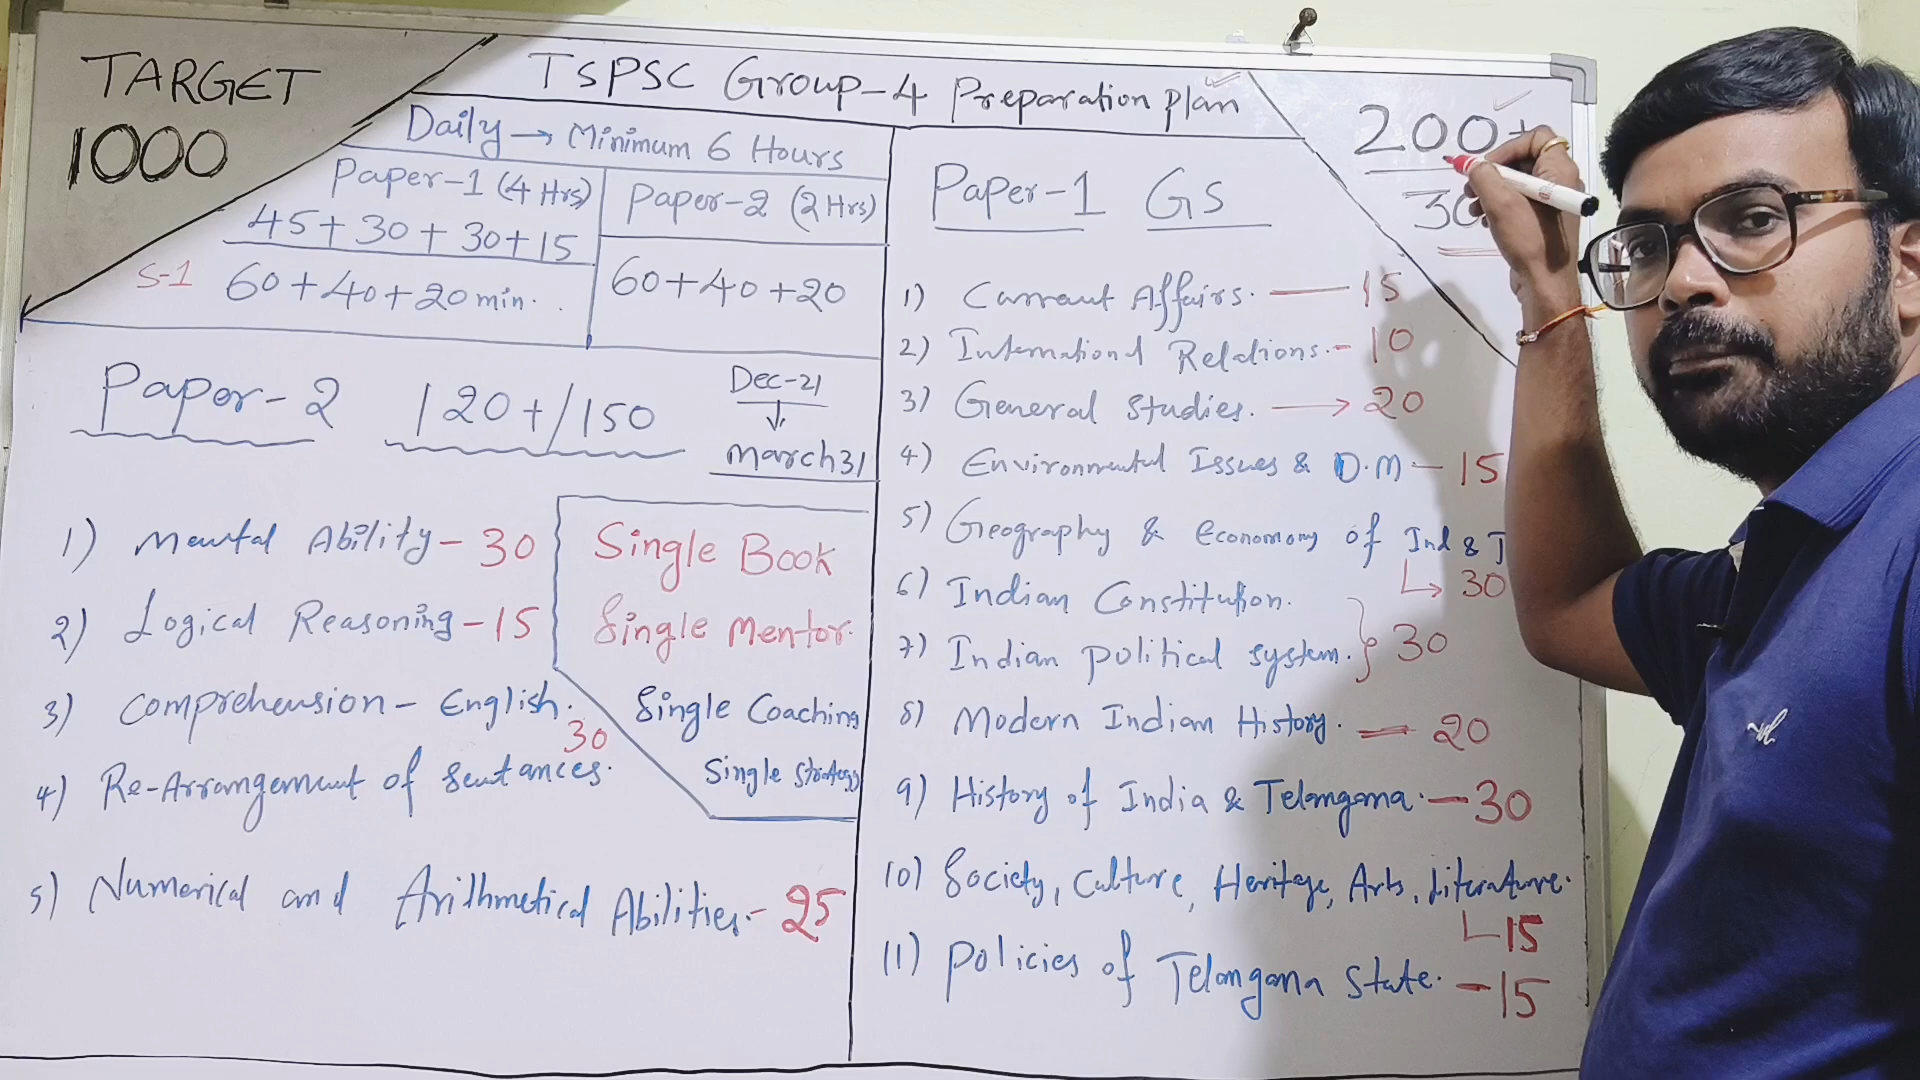 TARGET
1000
TSPSC Group-4 Preparation plan
200+
30
Daily → Minimum 6 Hours
Paper-1 (4 Hrs)
45+30+30+15
S-1 60+40+20 min.
Paper-2 (2 Hrs)
60+40+20
Paper-2 120+/150
Dec-21
↓
March 31
1) Mental Ability - 30
2) Logical Reasoning - 15
3) Comprehension - English.
30
4) Re-Arrangement of Sentances.
5) Numerical and Arithmetical Abilities. - 25
Single Book
Single Mentor.
Single Coaching
Single Strategy
Paper-1 GS
1) Currant Affairs. — 15
2) International Relations. - 10
3) General Studies. → 20
4) Environmental Issues & D.M - 15
5) Geography & Economy of Ind & T
↳ 30
6) Indian Constitution.
7) Indian Political system. } 30
8) Modern Indian History. — 20
9) History of India & Telangana. — 30
10) Society, Culture, Heritage, Arts, Literature.
15
11) Policies of Telangana State. - 15